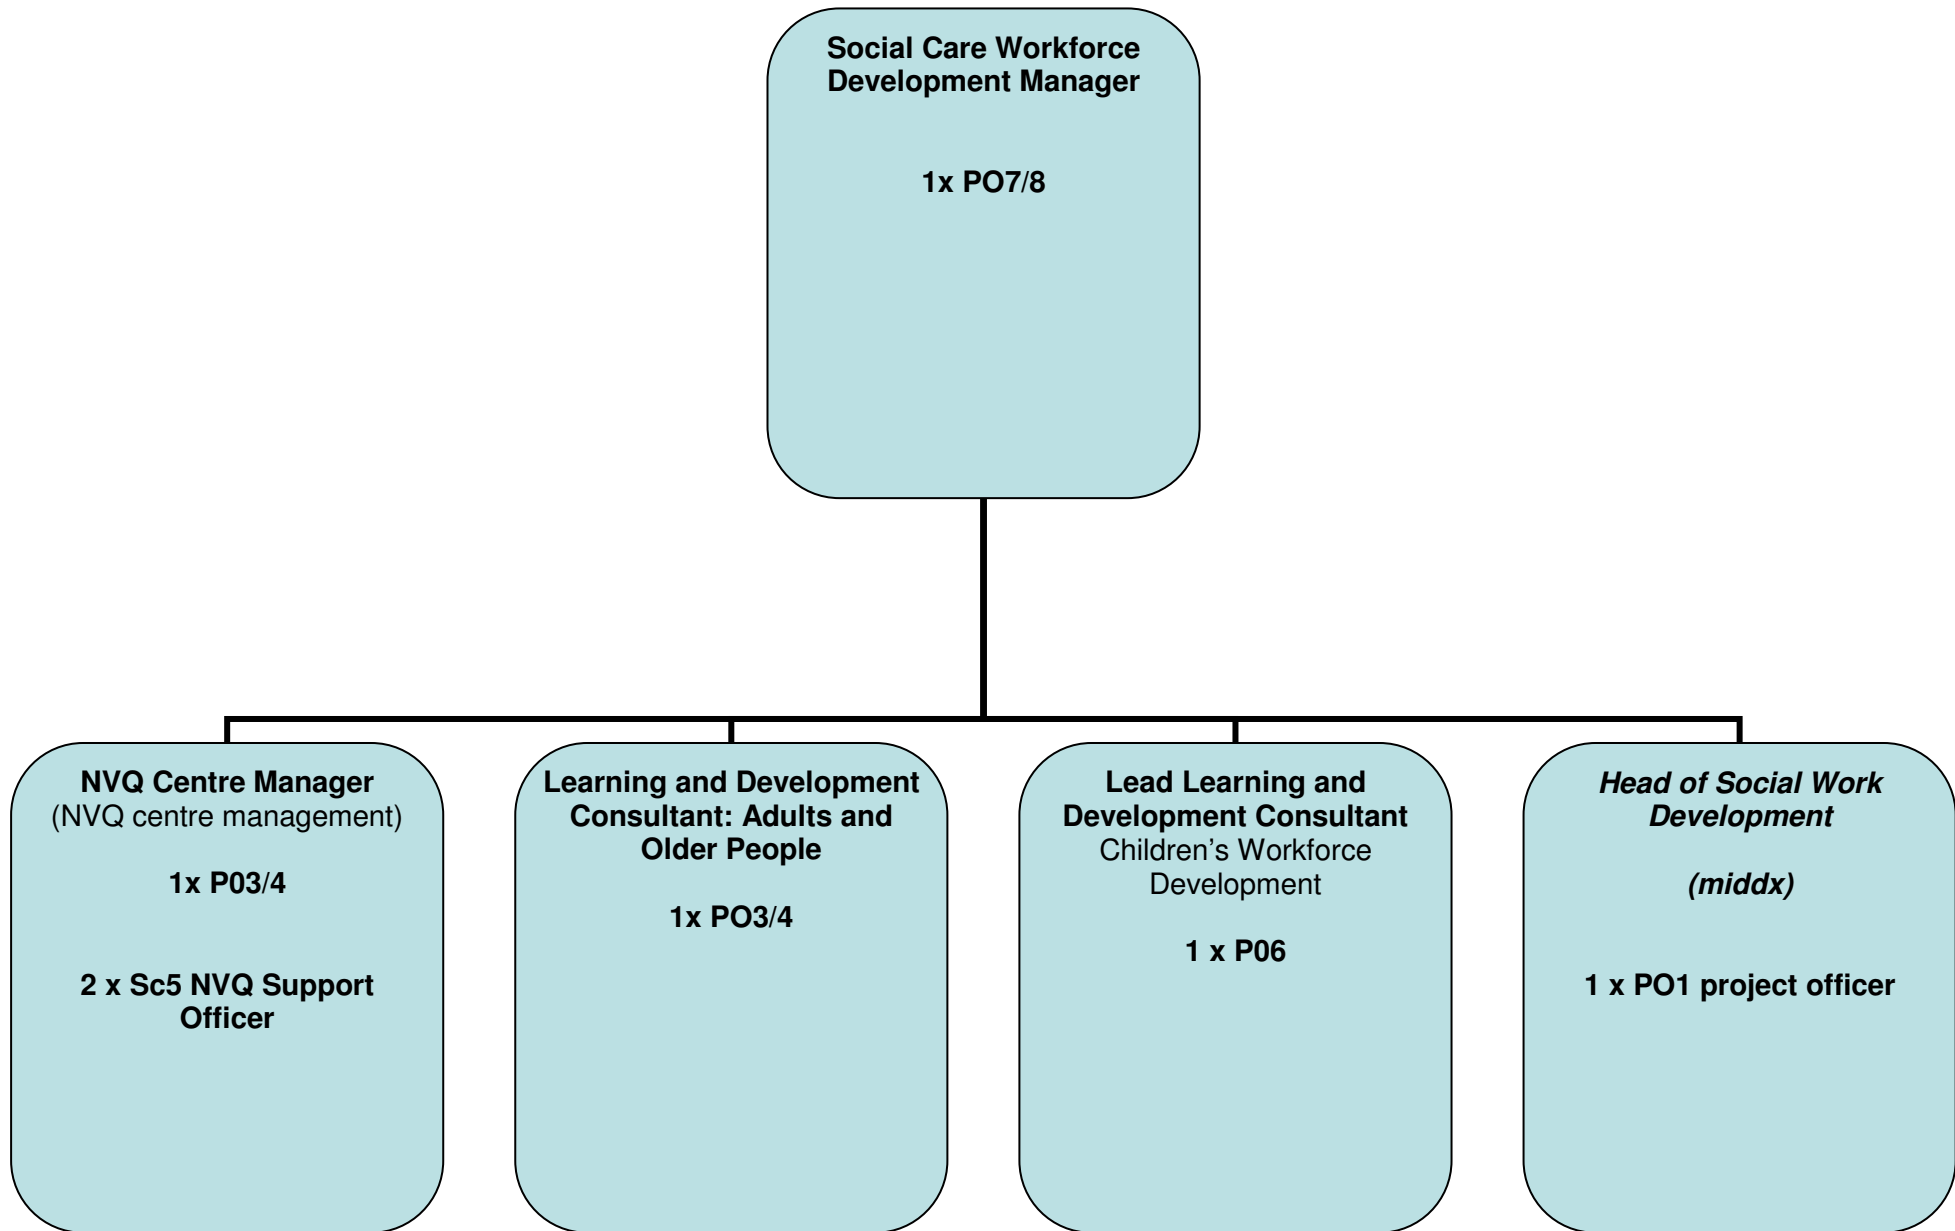 Social Care Workforce
Development Manager
1x PO7/8
NVQ Centre Manager
(NVQ centre management)
1x P03/4
2 x Sc5 NVQ Support
Officer
Learning and Development
Consultant: Adults and
Older People
1x PO3/4
Lead Learning and
Development Consultant
Children's Workforce
Development
1 x P06
Head of Social Work
Development
(middx)
1 x PO1 project officer